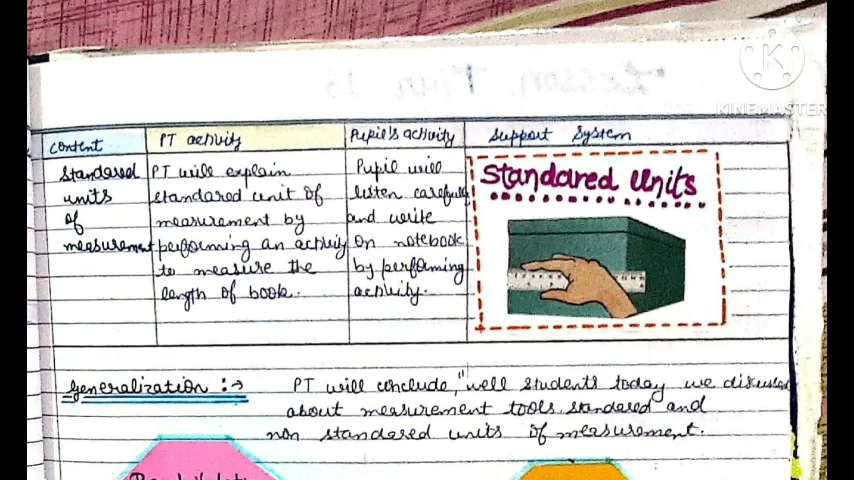 KINEMASTER
Content
PT activity
Pupil's activity
Support System
Standared
units
of
measurement
PT will explain
standared unit of
measurement by
performing an activity
to measure the
length of book.
Pupil will
listen carefully
and write
on notebook
by performing
activity.
Standared Units
Generalization :→ PT will conclude, "well students today we discussed
about measurement tools, standared and
non standared units of measurement.